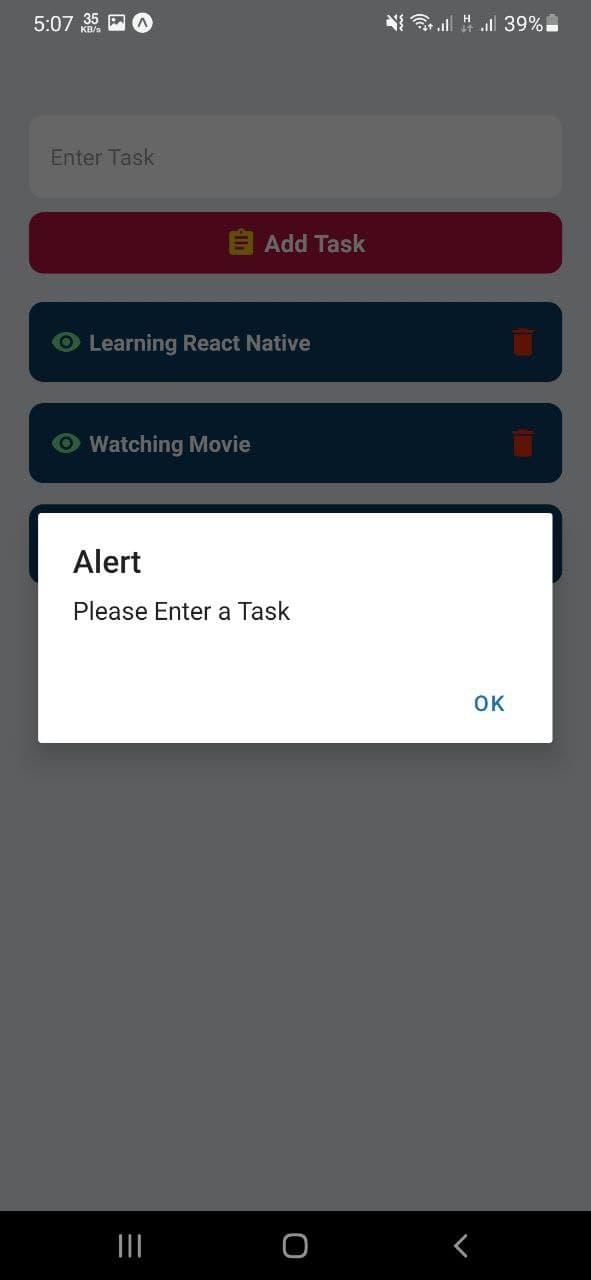 5:07 35 KB/s H 39%
Enter Task
Add Task
Learning React Native
Watching Movie
Alert
Please Enter a Task
OK